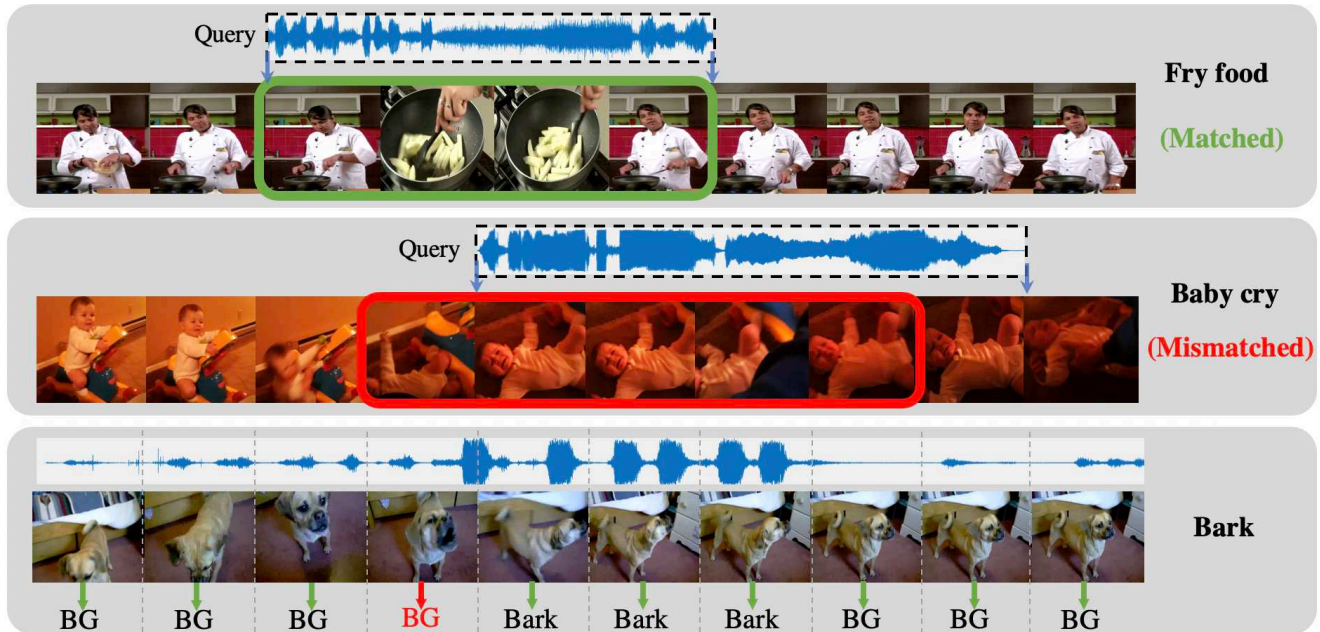 Query
Fry food
(Matched)
Query
Baby cry
(Mismatched)
Bark
BG BG BG BG Bark Bark Bark BG BG BG